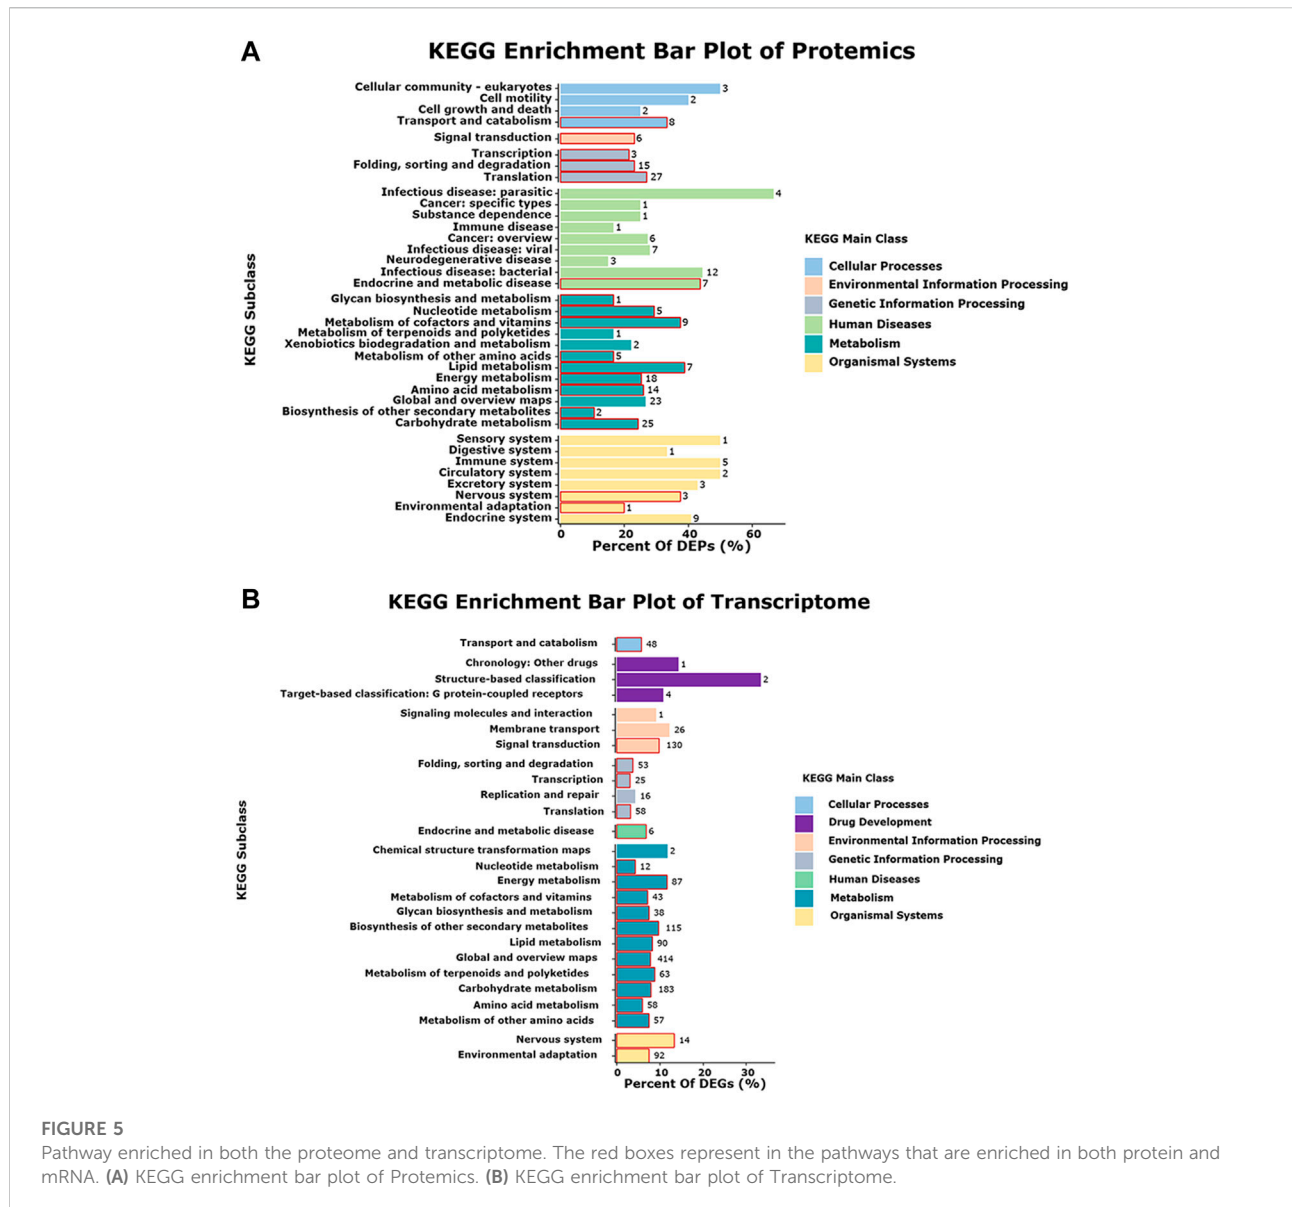 A
KEGG Enrichment Bar Plot of Protemics
Cellular community - eukaryotes 3
Cell motility 2
Cell growth and death 2
Transport and catabolism 8
Signal transduction 6
Transcription 3
Folding, sorting and degradation 15
Translation 27
Infectious disease: parasitic 4
Cancer: specific types 1
Substance dependence 1
Immune disease 1
Cancer: overview 6
Infectious disease: viral 7
Neurodegenerative disease 3
Infectious disease: bacterial 12
Endocrine and metabolic disease 7
Glycan biosynthesis and metabolism 1
Nucleotide metabolism 5
Metabolism of cofactors and vitamins 9
Metabolism of terpenoids and polyketides 1
Xenobiotics biodegradation and metabolism 2
Metabolism of other amino acids 5
Lipid metabolism 7
Energy metabolism 18
Amino acid metabolism 14
Global and overview maps 23
Biosynthesis of other secondary metabolites 2
Carbohydrate metabolism 25
Sensory system 1
Digestive system 1
Immune system 5
Circulatory system 2
Excretory system 3
Nervous system 3
Environmental adaptation 1
Endocrine system 9
0 20 40 60
Percent Of DEPs (%)
KEGG Subclass
KEGG Main Class
Cellular Processes
Environmental Information Processing
Genetic Information Processing
Human Diseases
Metabolism
Organismal Systems
B
KEGG Enrichment Bar Plot of Transcriptome
Transport and catabolism 48
Chronology: Other drugs 1
Structure-based classification 2
Target-based classification: G protein-coupled receptors 4
Signaling molecules and interaction 1
Membrane transport 26
Signal transduction 130
Folding, sorting and degradation 53
Transcription 25
Replication and repair 16
Translation 58
Endocrine and metabolic disease 6
Chemical structure transformation maps 2
Nucleotide metabolism 12
Energy metabolism 87
Metabolism of cofactors and vitamins 43
Glycan biosynthesis and metabolism 38
Biosynthesis of other secondary metabolites 115
Lipid metabolism 90
Global and overview maps 414
Metabolism of terpenoids and polyketides 63
Carbohydrate metabolism 183
Amino acid metabolism 58
Metabolism of other amino acids 57
Nervous system 14
Environmental adaptation 92
0 10 20 30
Percent Of DEGs (%)
KEGG Subclass
KEGG Main Class
Cellular Processes
Drug Development
Environmental Information Processing
Genetic Information Processing
Human Diseases
Metabolism
Organismal Systems
FIGURE 5
Pathway enriched in both the proteome and transcriptome. The red boxes represent in the pathways that are enriched in both protein and
mRNA. (A) KEGG enrichment bar plot of Protemics. (B) KEGG enrichment bar plot of Transcriptome.